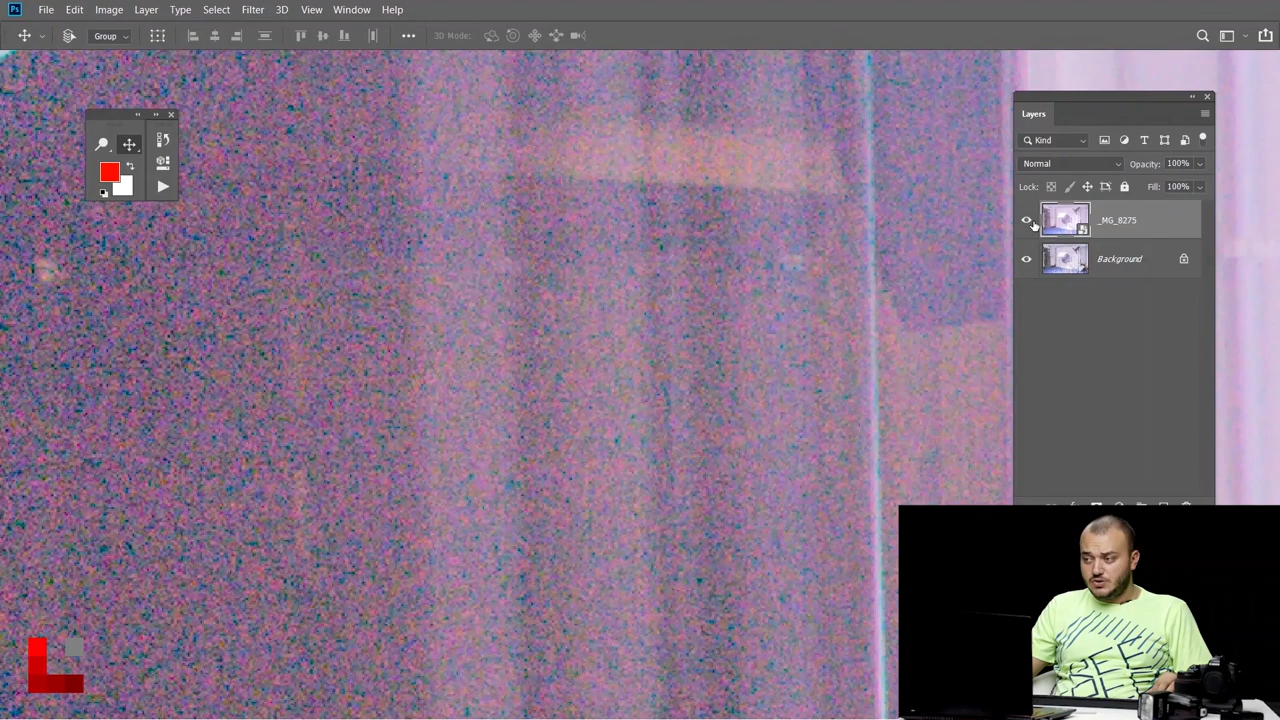 Ps File Edit Image Layer Type Select Filter 3D View Window Help
Group 3D Mode:
Layers
Kind
Normal Opacity: 100%
Lock: Fill: 100%
_MG_8275
Background